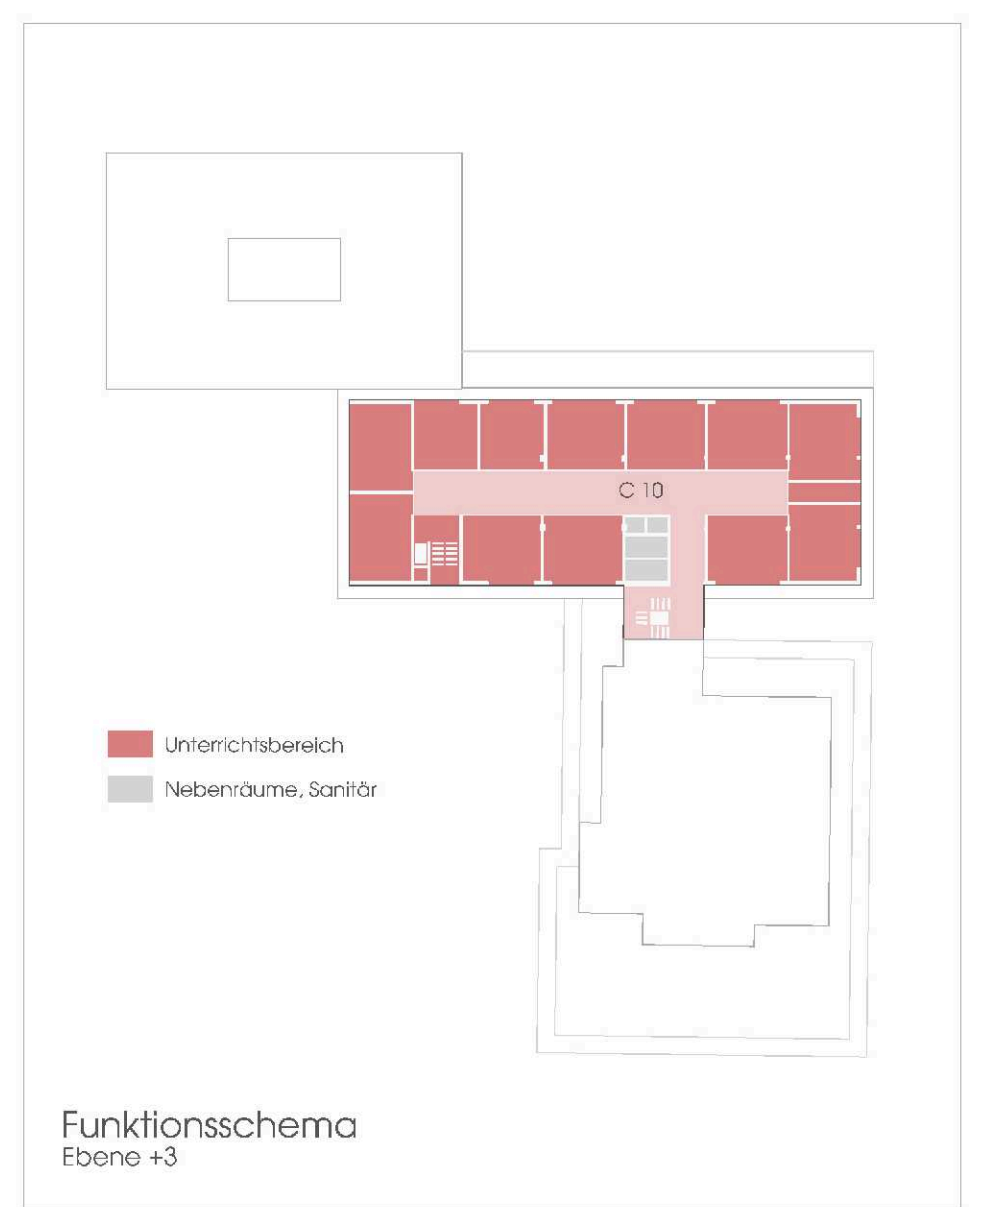 C 10
Unterrichtsbereich
Nebenräume, Sanitär
Funktionsschema
Ebene +3